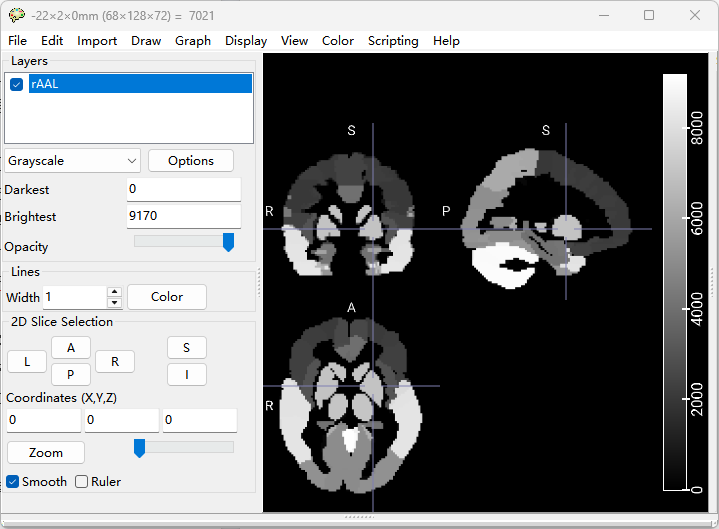 -22×2×0mm (68×128×72) = 7021
File Edit Import Draw Graph Display View Color Scripting Help
Layers
rAAL
Grayscale Options
Darkest 0
Brightest 9170
Opacity
Lines
Width 1 Color
2D Slice Selection
A S
L R
P I
Coordinates (X,Y,Z)
0 0 0
Zoom
Smooth Ruler
S S
R P
A
R
8000
6000
4000
2000
0